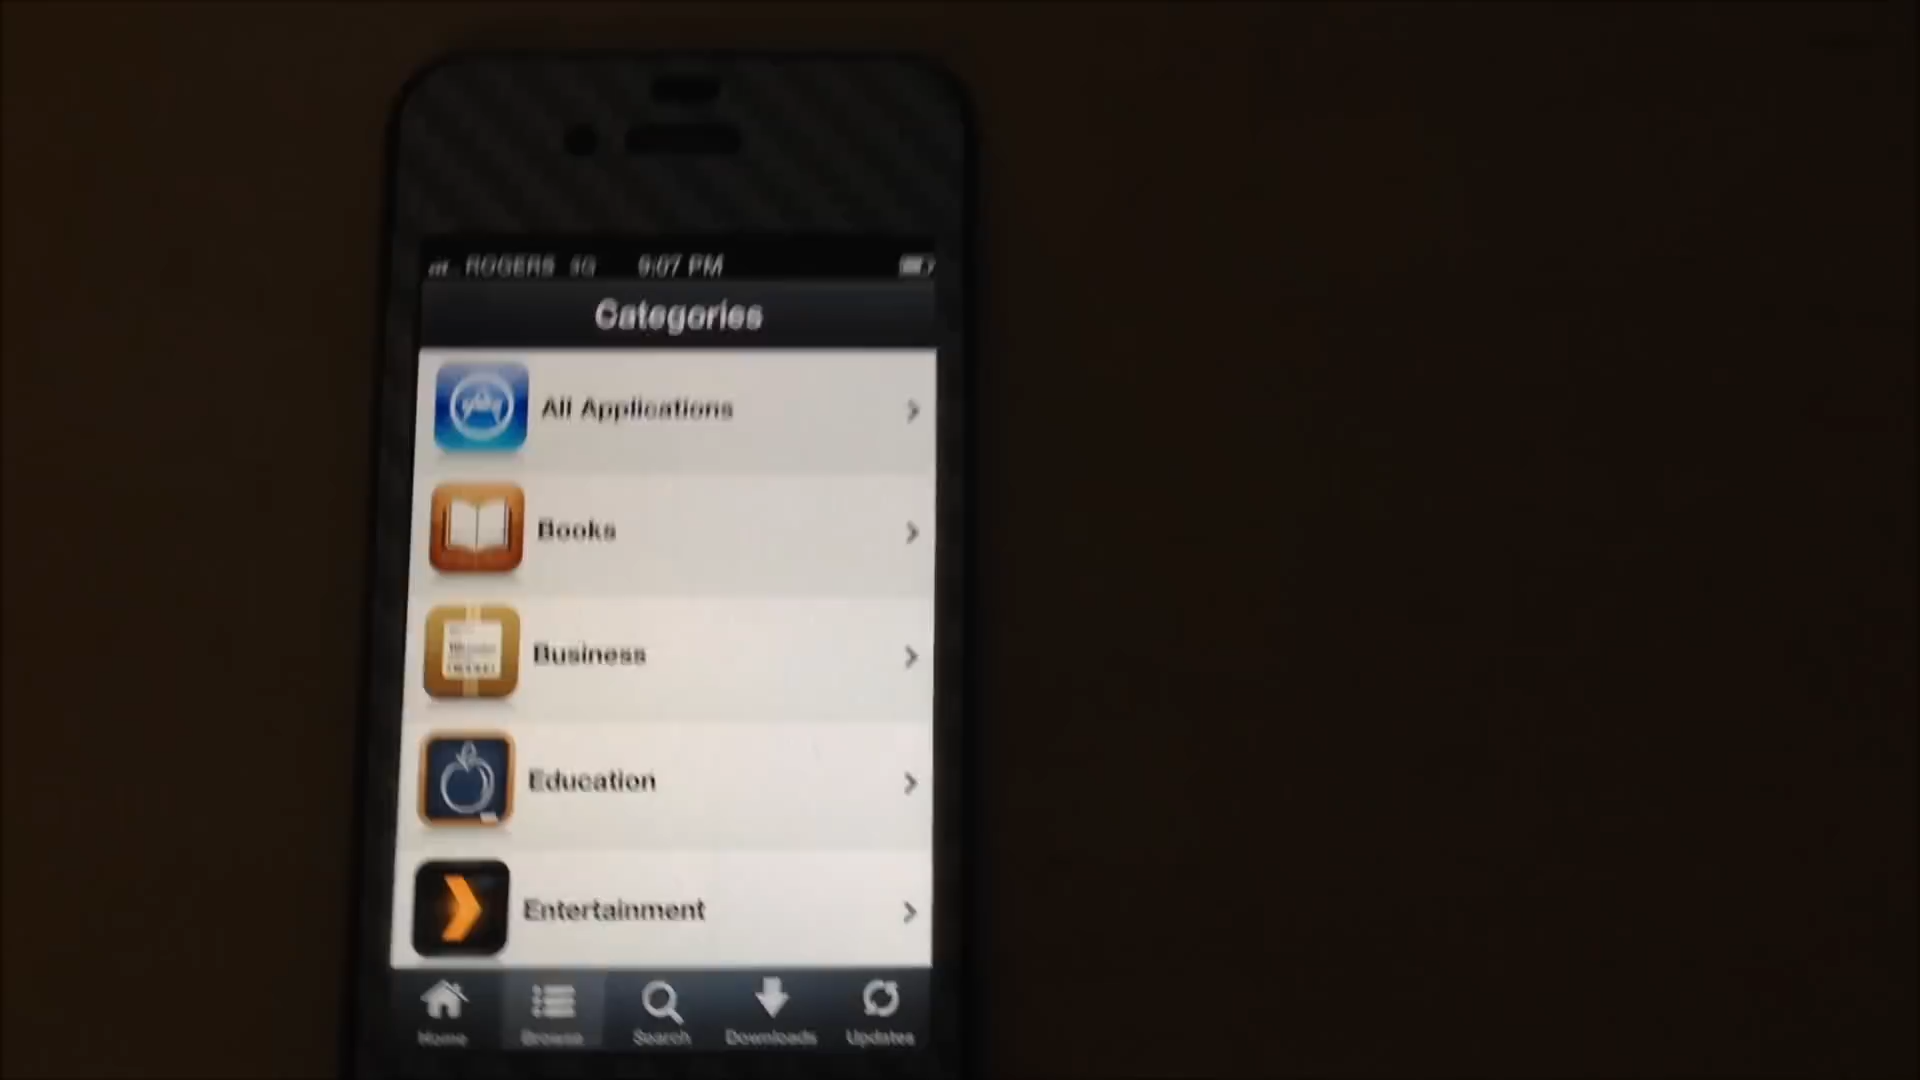 ROGERS 3G 9:07 PM
Categories
All Applications
Books
Business
Education
Entertainment
Home Browse Search Downloads Updates